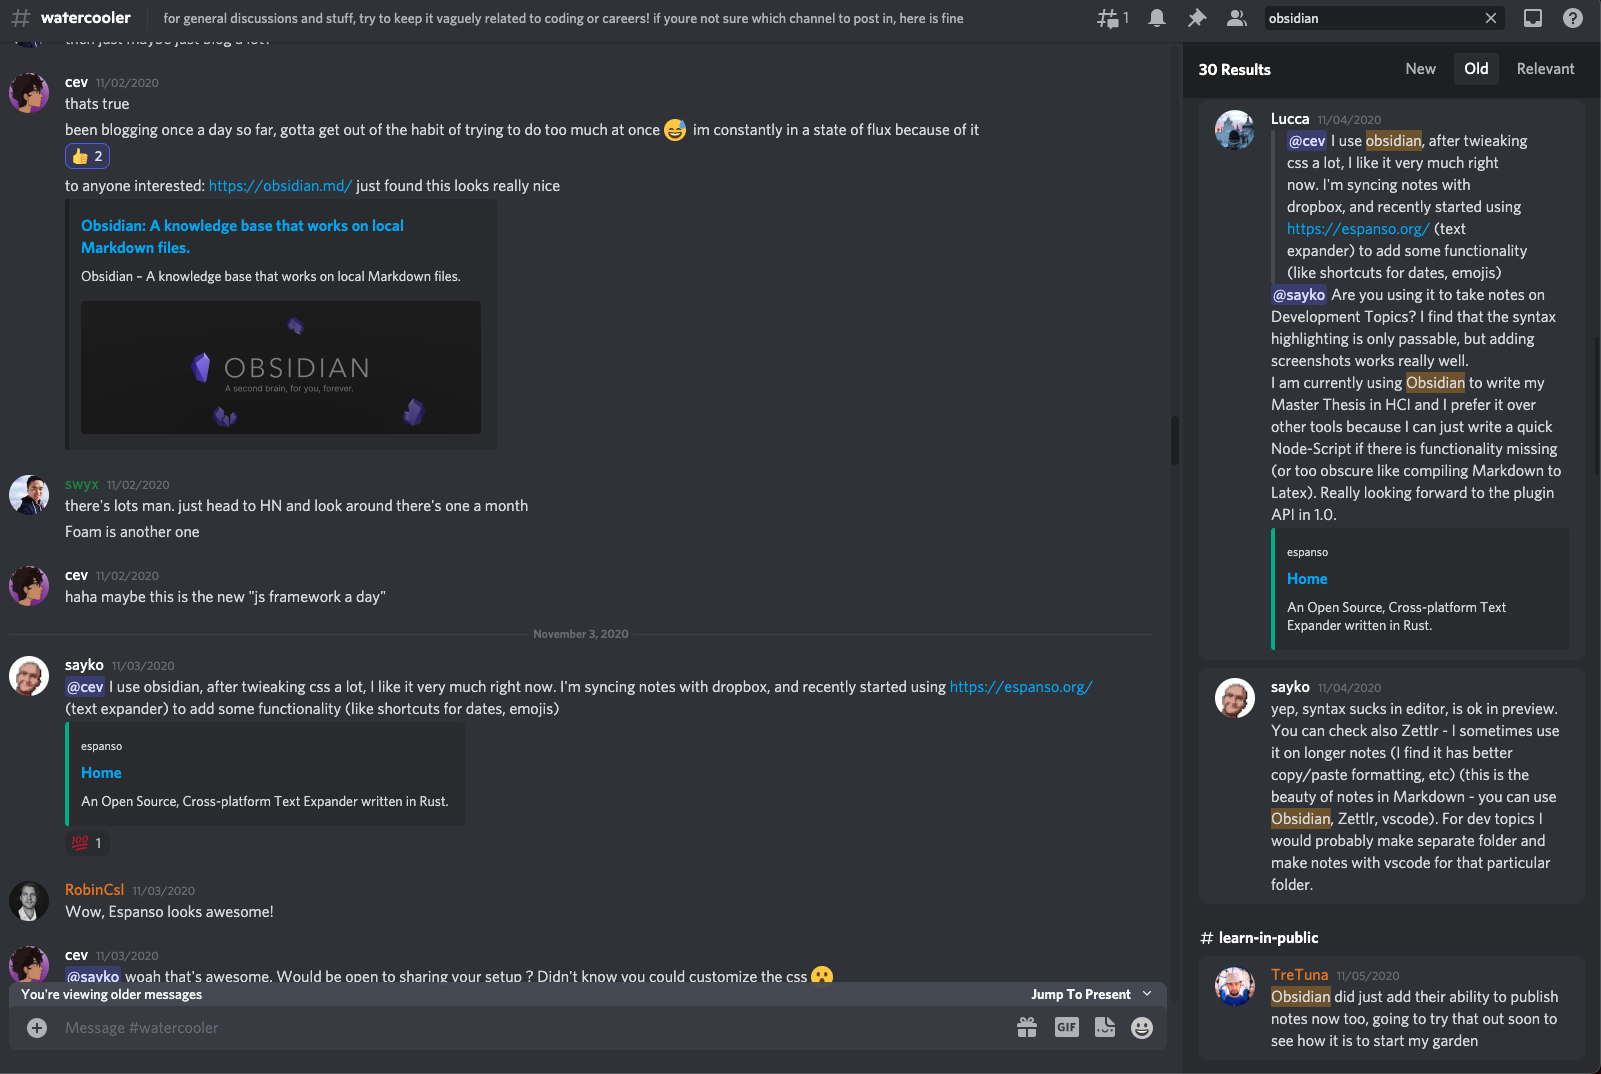 # watercooler for general discussions and stuff, try to keep it vaguely related to coding or careers! if youre not sure which channel to post in, here is fine
1
obsidian
then just maybe just blog a lot?
cev 11/02/2020
thats true
been blogging once a day so far, gotta get out of the habit of trying to do too much at once 😅 im constantly in a state of flux because of it
👍 2
to anyone interested: https://obsidian.md/ just found this looks really nice
Obsidian: A knowledge base that works on local
Markdown files.
Obsidian – A knowledge base that works on local Markdown files.
OBSIDIAN
A second brain, for you, forever.
swyx 11/02/2020
there's lots man. just head to HN and look around there's one a month
Foam is another one
cev 11/02/2020
haha maybe this is the new "js framework a day"
November 3, 2020
sayko 11/03/2020
@cev I use obsidian, after twieaking css a lot, I like it very much right now. I'm syncing notes with dropbox, and recently started using https://espanso.org/
(text expander) to add some functionality (like shortcuts for dates, emojis)
espanso
Home
An Open Source, Cross-platform Text Expander written in Rust.
💯 1
RobinCsl 11/03/2020
Wow, Espanso looks awesome!
cev 11/03/2020
@sayko woah that's awesome. Would be open to sharing your setup ? Didn't know you could customize the css 😮
You're viewing older messages
Jump To Present
Message #watercooler
GIF
30 Results
New Old Relevant
Lucca 11/04/2020
@cev I use obsidian, after twieaking
css a lot, I like it very much right
now. I'm syncing notes with
dropbox, and recently started using
https://espanso.org/ (text
expander) to add some functionality
(like shortcuts for dates, emojis)
@sayko Are you using it to take notes on
Development Topics? I find that the syntax
highlighting is only passable, but adding
screenshots works really well.
I am currently using Obsidian to write my
Master Thesis in HCI and I prefer it over
other tools because I can just write a quick
Node-Script if there is functionality missing
(or too obscure like compiling Markdown to
Latex). Really looking forward to the plugin
API in 1.0.
espanso
Home
An Open Source, Cross-platform Text
Expander written in Rust.
sayko 11/04/2020
yep, syntax sucks in editor, is ok in preview.
You can check also Zettlr - I sometimes use
it on longer notes (I find it has better
copy/paste formatting, etc) (this is the
beauty of notes in Markdown - you can use
Obsidian, Zettlr, vscode). For dev topics I
would probably make separate folder and
make notes with vscode for that particular
folder.
# learn-in-public
TreTuna 11/05/2020
Obsidian did just add their ability to publish
notes now too, going to try that out soon to
see how it is to start my garden